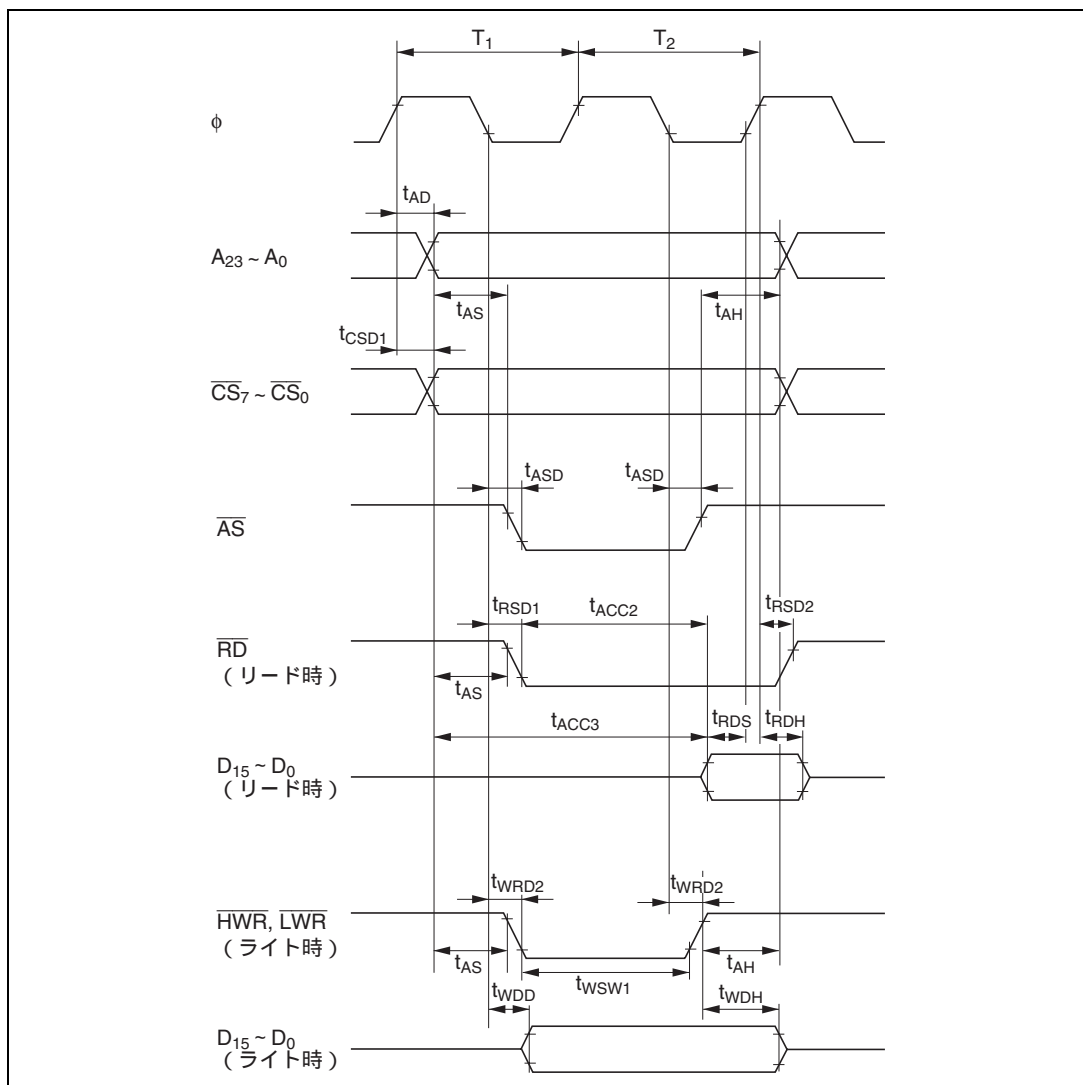 T1 T2
φ
tAD
A23 ~ A0
tAS tAH
tCSD1
CS7 ~ CS0
tASD tASD
AS
tRSD1 tACC2 tRSD2
RD
（リード時）
tAS
tACC3 tRDS tRDH
D15 ~ D0
（リード時）
tWRD2 tWRD2
HWR, LWR
（ライト時）
tAS tWSW1 tAH
tWDD tWDH
D15 ~ D0
（ライト時）